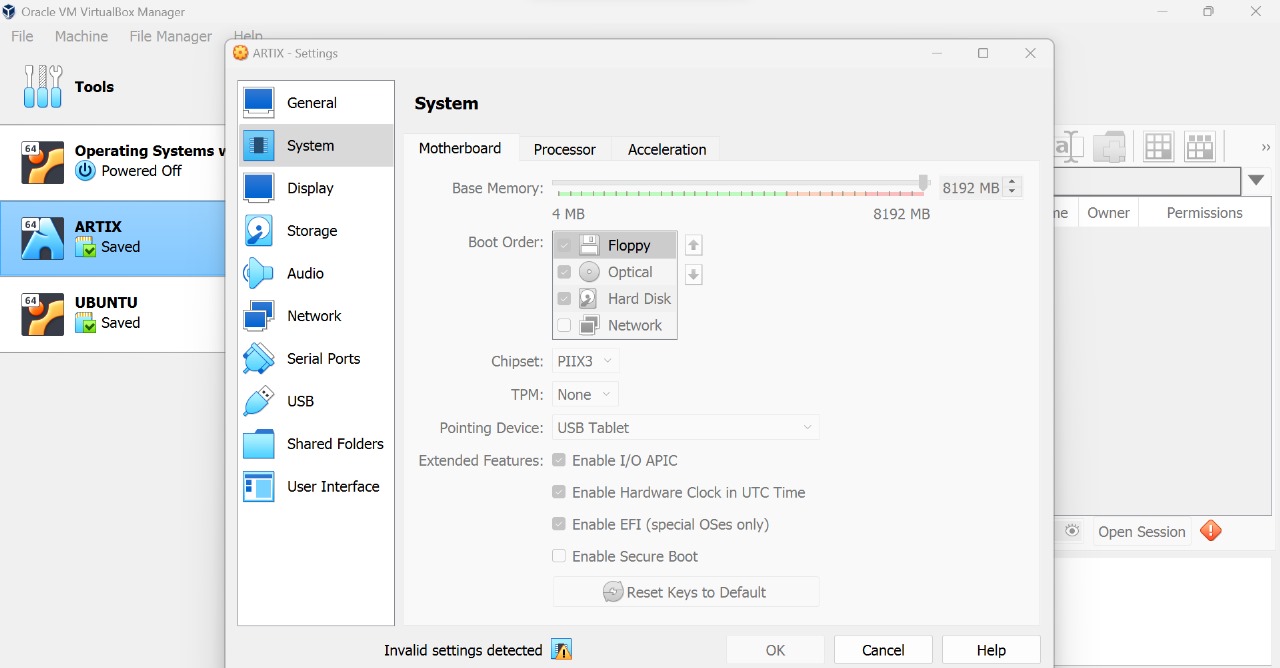 Oracle VM VirtualBox Manager
File Machine File Manager Help
ARTIX - Settings
Tools
64 Operating Systems
Powered Off
64 ARTIX
Saved
64 UBUNTU
Saved
General
System
Display
Storage
Audio
Network
Serial Ports
USB
Shared Folders
User Interface
System
Motherboard Processor Acceleration
Base Memory: 8192 MB
4 MB 8192 MB
Boot Order: Floppy
Optical
Hard Disk
Network
Chipset: PIIX3
TPM: None
Pointing Device: USB Tablet
Extended Features: Enable I/O APIC
Enable Hardware Clock in UTC Time
Enable EFI (special OSes only)
Enable Secure Boot
Reset Keys to Default
Invalid settings detected OK Cancel Help
Owner Permissions
Open Session